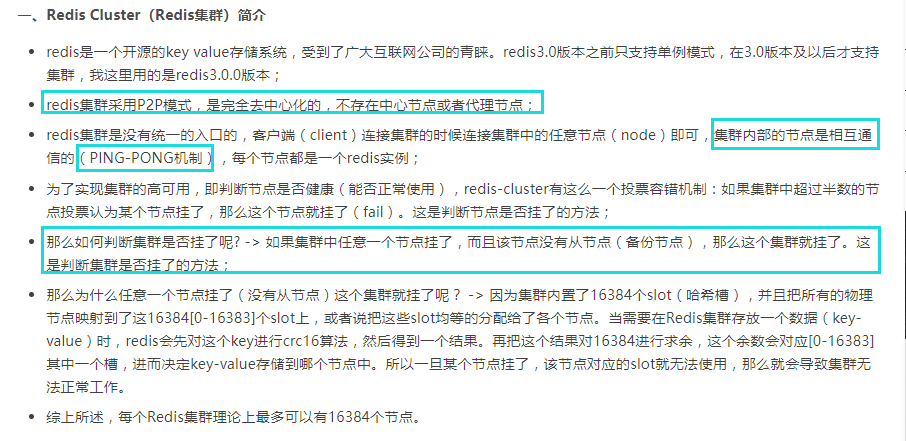 一、Redis Cluster（Redis集群）简介
redis是一个开源的key value存储系统，受到了广大互联网公司的青睐。redis3.0版本之前只支持单例模式，在3.0版本及以后才支持
集群，我这里用的是redis3.0.0版本；
redis集群采用P2P模式，是完全去中心化的，不存在中心节点或者代理节点；
redis集群是没有统一的入口的，客户端（client）连接集群的时候连接集群中的任意节点（node）即可，集群内部的节点是相互通
信的（PING-PONG机制），每个节点都是一个redis实例；
为了实现集群的高可用，即判断节点是否健康（能否正常使用），redis-cluster有这么一个投票容错机制：如果集群中超过半数的节
点投票认为某个节点挂了，那么这个节点就挂了（fail）。这是判断节点是否挂了的方法；
那么如何判断集群是否挂了呢? -> 如果集群中任意一个节点挂了，而且该节点没有从节点（备份节点），那么这个集群就挂了。这
是判断集群是否挂了的方法；
那么为什么任意一个节点挂了（没有从节点）这个集群就挂了呢？ -> 因为集群内置了16384个slot（哈希槽），并且把所有的物理
节点映射到了这16384[0-16383]个slot上，或者说把这些slot均等的分配给了各个节点。当需要在Redis集群存放一个数据（key-
value）时，redis会先对这个key进行crc16算法，然后得到一个结果。再把这个结果对16384进行求余，这个余数会对应[0-16383]
其中一个槽，进而决定key-value存储到哪个节点中。所以一旦某个节点挂了，该节点对应的slot就无法使用，那么就会导致集群无
法正常工作。
综上所述，每个Redis集群理论上最多可以有16384个节点。